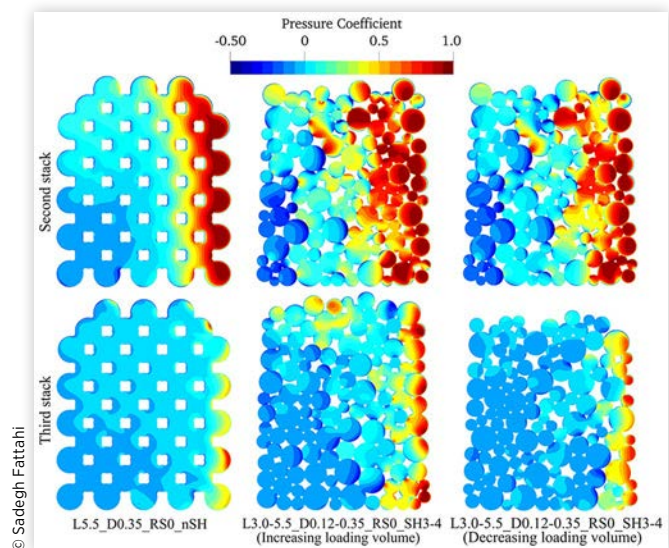 Pressure Coefficient
-0.50 0 0.5 1.0
Second stack
Third stack
L5.5_D0.35_RS0_nSH
L3.0-5.5_D0.12-0.35_RS0_SH3-4
(Increasing loading volume)
L3.0-5.5_D0.12-0.35_RS0_SH3-4
(Decreasing loading volume)
© Sadegh Fattahi